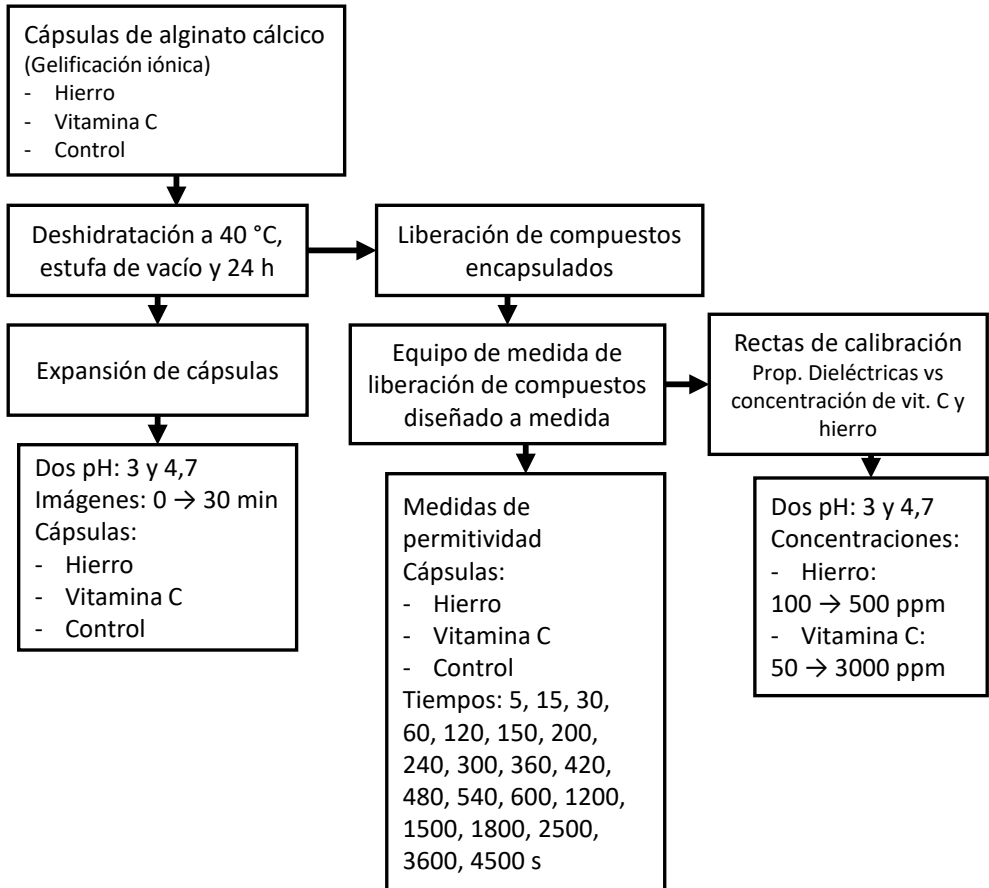 Cápsulas de alginato cálcico
(Gelificación iónica)
- Hierro
- Vitamina C
- Control
Deshidratación a 40 °C,
estufa de vacío y 24 h
Liberación de compuestos
encapsulados
Expansión de cápsulas
Equipo de medida de
liberación de compuestos
diseñado a medida
Rectas de calibración
Prop. Dieléctricas vs
concentración de vit. C y
hierro
Dos pH: 3 y 4,7
Imágenes: 0 → 30 min
Cápsulas:
- Hierro
- Vitamina C
- Control
Medidas de
permitividad
Cápsulas:
- Hierro
- Vitamina C
- Control
Tiempos: 5, 15, 30,
60, 120, 150, 200,
240, 300, 360, 420,
480, 540, 600, 1200,
1500, 1800, 2500,
3600, 4500 s
Dos pH: 3 y 4,7
Concentraciones:
- Hierro:
100 → 500 ppm
- Vitamina C:
50 → 3000 ppm